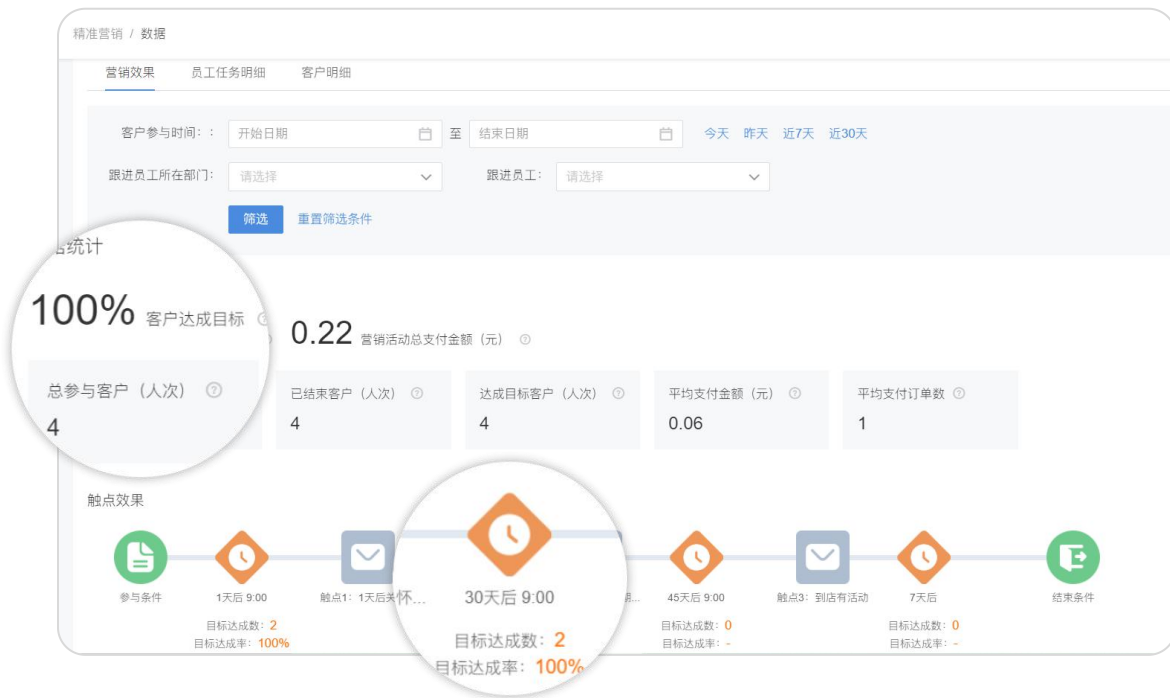 精准营销 / 数据
营销效果 员工任务明细 客户明细
客户参与时间：： 开始日期 至 结束日期 今天 昨天 近7天 近30天
跟进员工所在部门： 请选择 跟进员工： 请选择
筛选 重置筛选条件
统计
100% 客户达成目标 0.22 营销活动总支付金额（元）
总参与客户（人次） 已结束客户（人次） 达成目标客户（人次） 平均支付金额（元） 平均支付订单数
4 4 4 0.06 1
触点效果
参与条件 1天后 9:00 触点1：1天后关怀... 30天后 9:00 45天后 9:00 触点3：到店有活动 7天后 结束条件
目标达成数：2 目标达成数：2 目标达成数：0 目标达成数：0
目标达成率：100% 目标达成率：100% 目标达成率：- 目标达成率：-